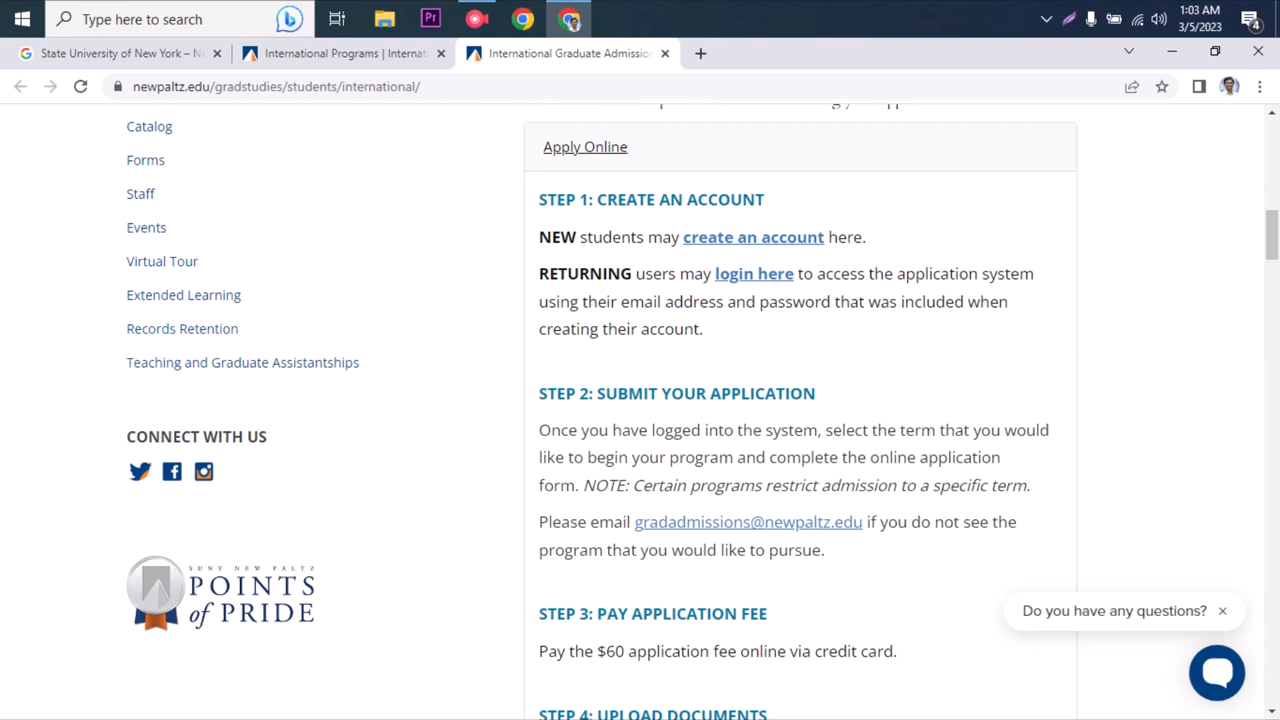 Type here to search
Pr
1:03 AM
3/5/2023
4
State University of New York – N
International Programs | Internat
International Graduate Admissio
newpaltz.edu/gradstudies/students/international/
Catalog
Forms
Staff
Events
Virtual Tour
Extended Learning
Records Retention
Teaching and Graduate Assistantships
CONNECT WITH US
SUNY NEW PALTZ
POINTS
of PRIDE
Apply Online
STEP 1: CREATE AN ACCOUNT
NEW students may create an account here.
RETURNING users may login here to access the application system
using their email address and password that was included when
creating their account.
STEP 2: SUBMIT YOUR APPLICATION
Once you have logged into the system, select the term that you would
like to begin your program and complete the online application
form. NOTE: Certain programs restrict admission to a specific term.
Please email gradadmissions@newpaltz.edu if you do not see the
program that you would like to pursue.
STEP 3: PAY APPLICATION FEE
Pay the $60 application fee online via credit card.
STEP 4: UPLOAD DOCUMENTS
Do you have any questions?